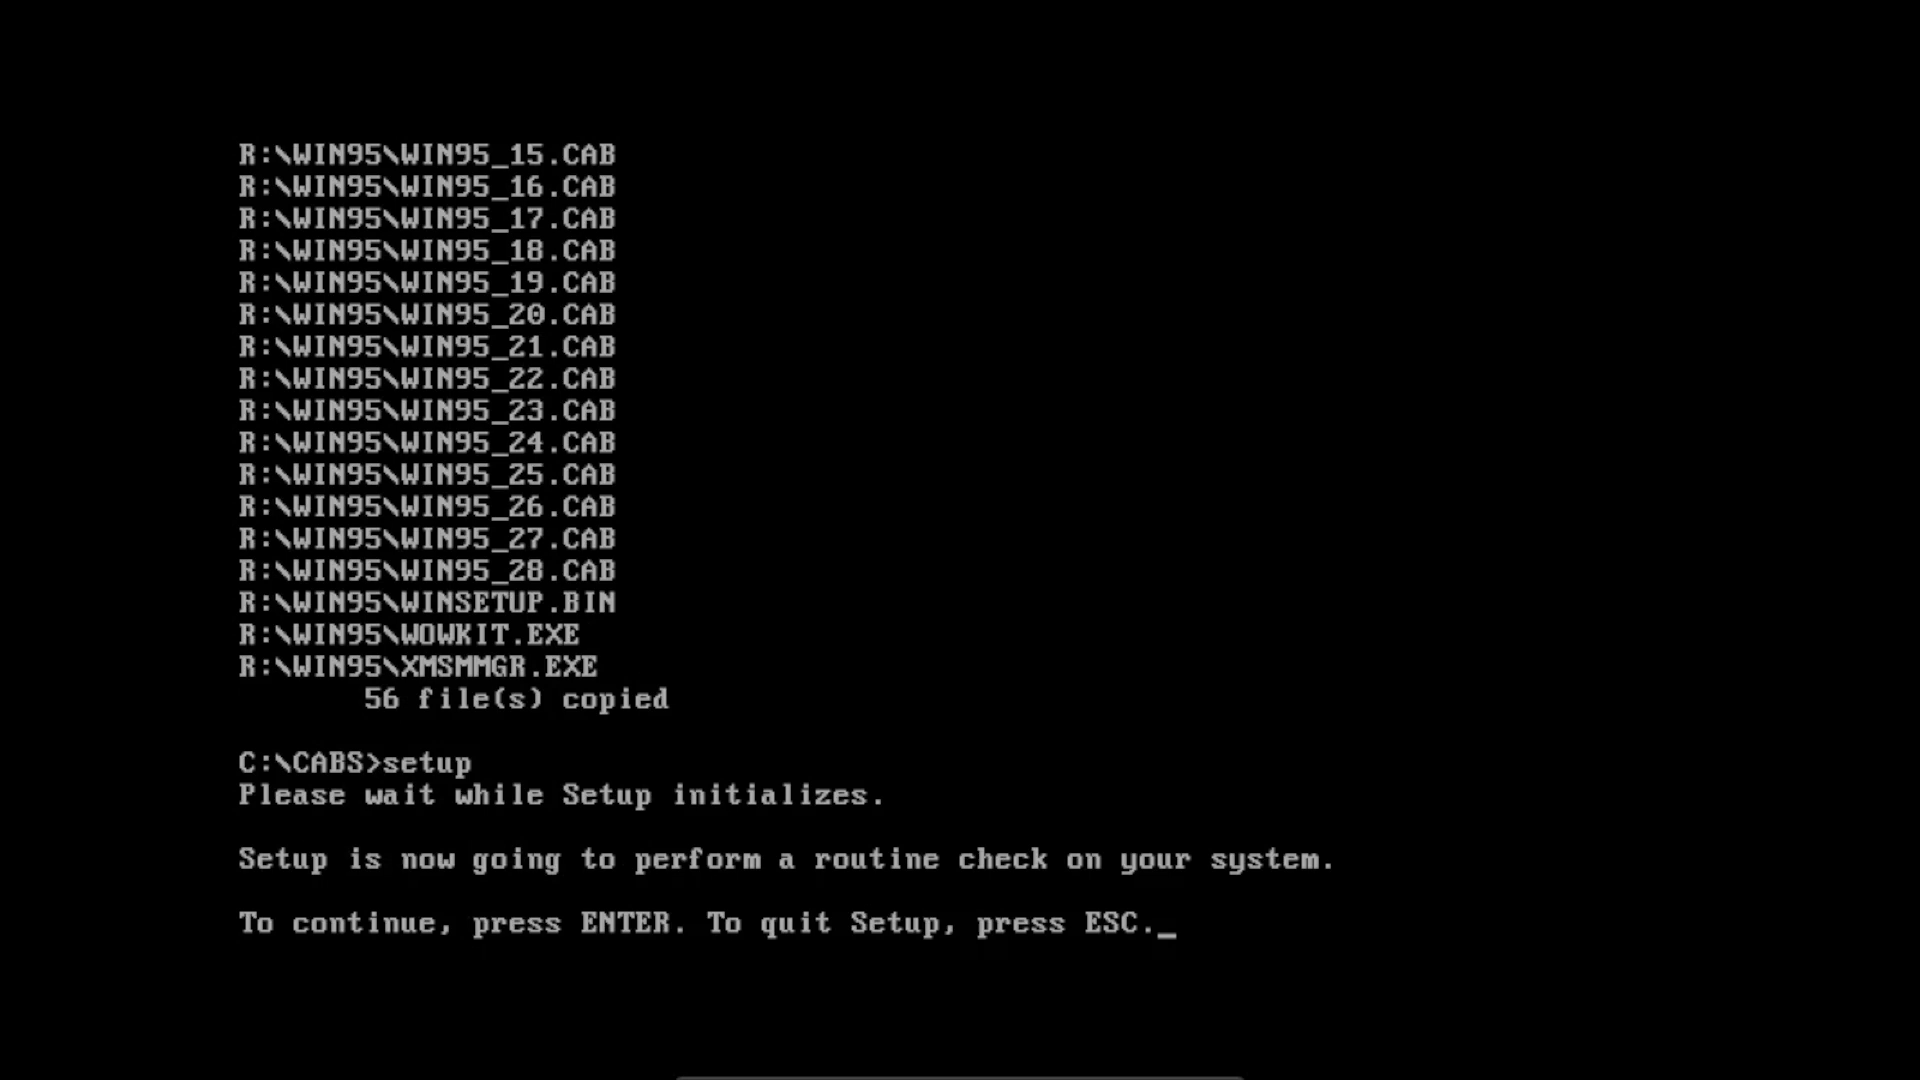 R:\WIN95\WIN95_15.CAB
R:\WIN95\WIN95_16.CAB
R:\WIN95\WIN95_17.CAB
R:\WIN95\WIN95_18.CAB
R:\WIN95\WIN95_19.CAB
R:\WIN95\WIN95_20.CAB
R:\WIN95\WIN95_21.CAB
R:\WIN95\WIN95_22.CAB
R:\WIN95\WIN95_23.CAB
R:\WIN95\WIN95_24.CAB
R:\WIN95\WIN95_25.CAB
R:\WIN95\WIN95_26.CAB
R:\WIN95\WIN95_27.CAB
R:\WIN95\WIN95_28.CAB
R:\WIN95\WINSETUP.BIN
R:\WIN95\WOWKIT.EXE
R:\WIN95\XMSMMGR.EXE
56 file(s) copied
C:\CABS>setup
Please wait while Setup initializes.
Setup is now going to perform a routine check on your system.
To continue, press ENTER. To quit Setup, press ESC._